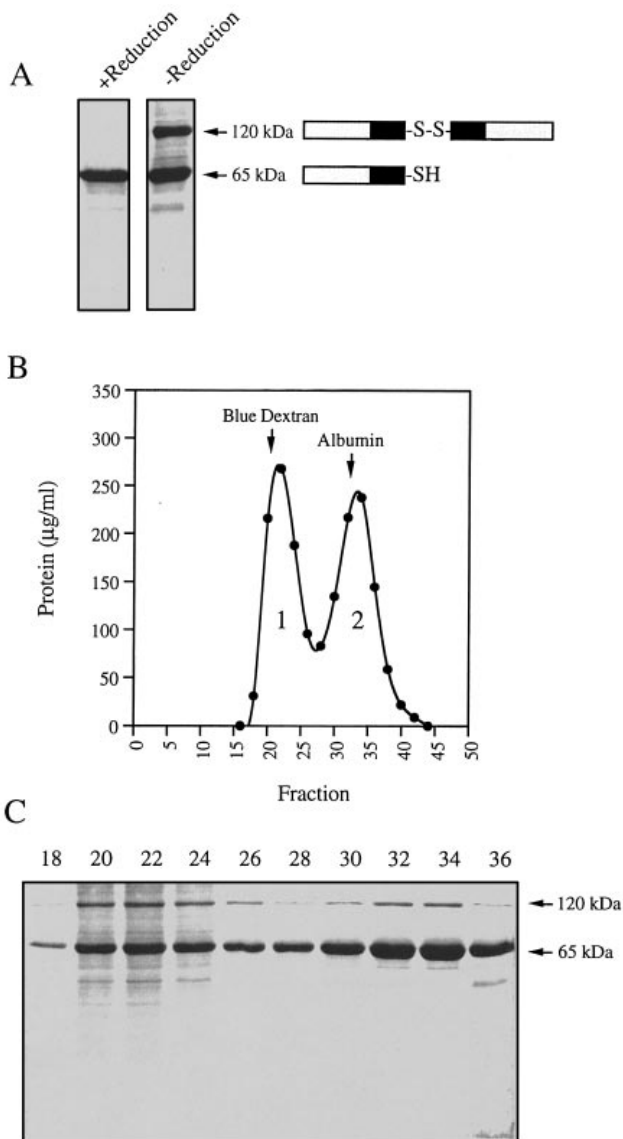 A
+Reduction
-Reduction
120 kDa
-S-S-
65 kDa
-SH
B
Protein (µg/ml)
350
300
250
200
150
100
50
0
Blue Dextran
Albumin
1
2
0 5 10 15 20 25 30 35 40 45 50
Fraction
C
18 20 22 24 26 28 30 32 34 36
120 kDa
65 kDa